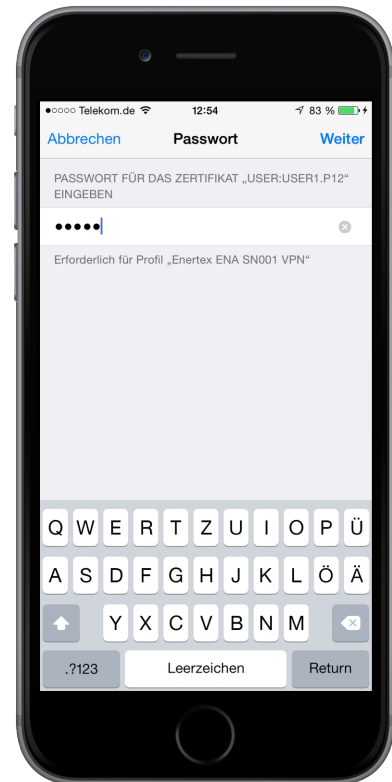 Telekom.de 12:54 83 %
Abbrechen Passwort Weiter
PASSWORT FÜR DAS ZERTIFIKAT „USER:USER1.P12“
EINGEBEN
•••••
Erforderlich für Profil „Enertex ENA SN001 VPN“
Q W E R T Z U I O P Ü
A S D F G H J K L Ö Ä
Y X C V B N M
.?123 Leerzeichen Return